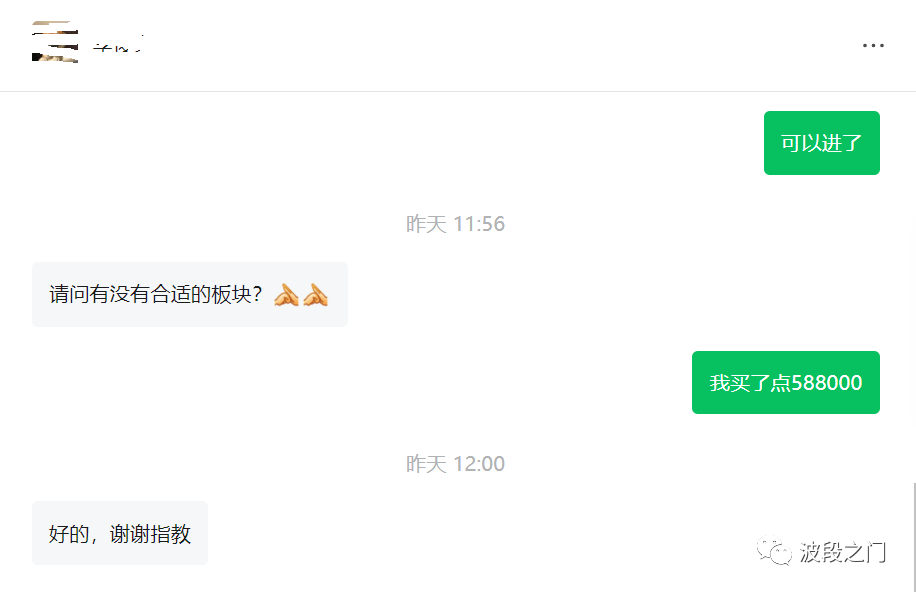 可以进了
昨天 11:56
请问有没有合适的板块？
我买了点588000
昨天 12:00
好的，谢谢指教
波段之门